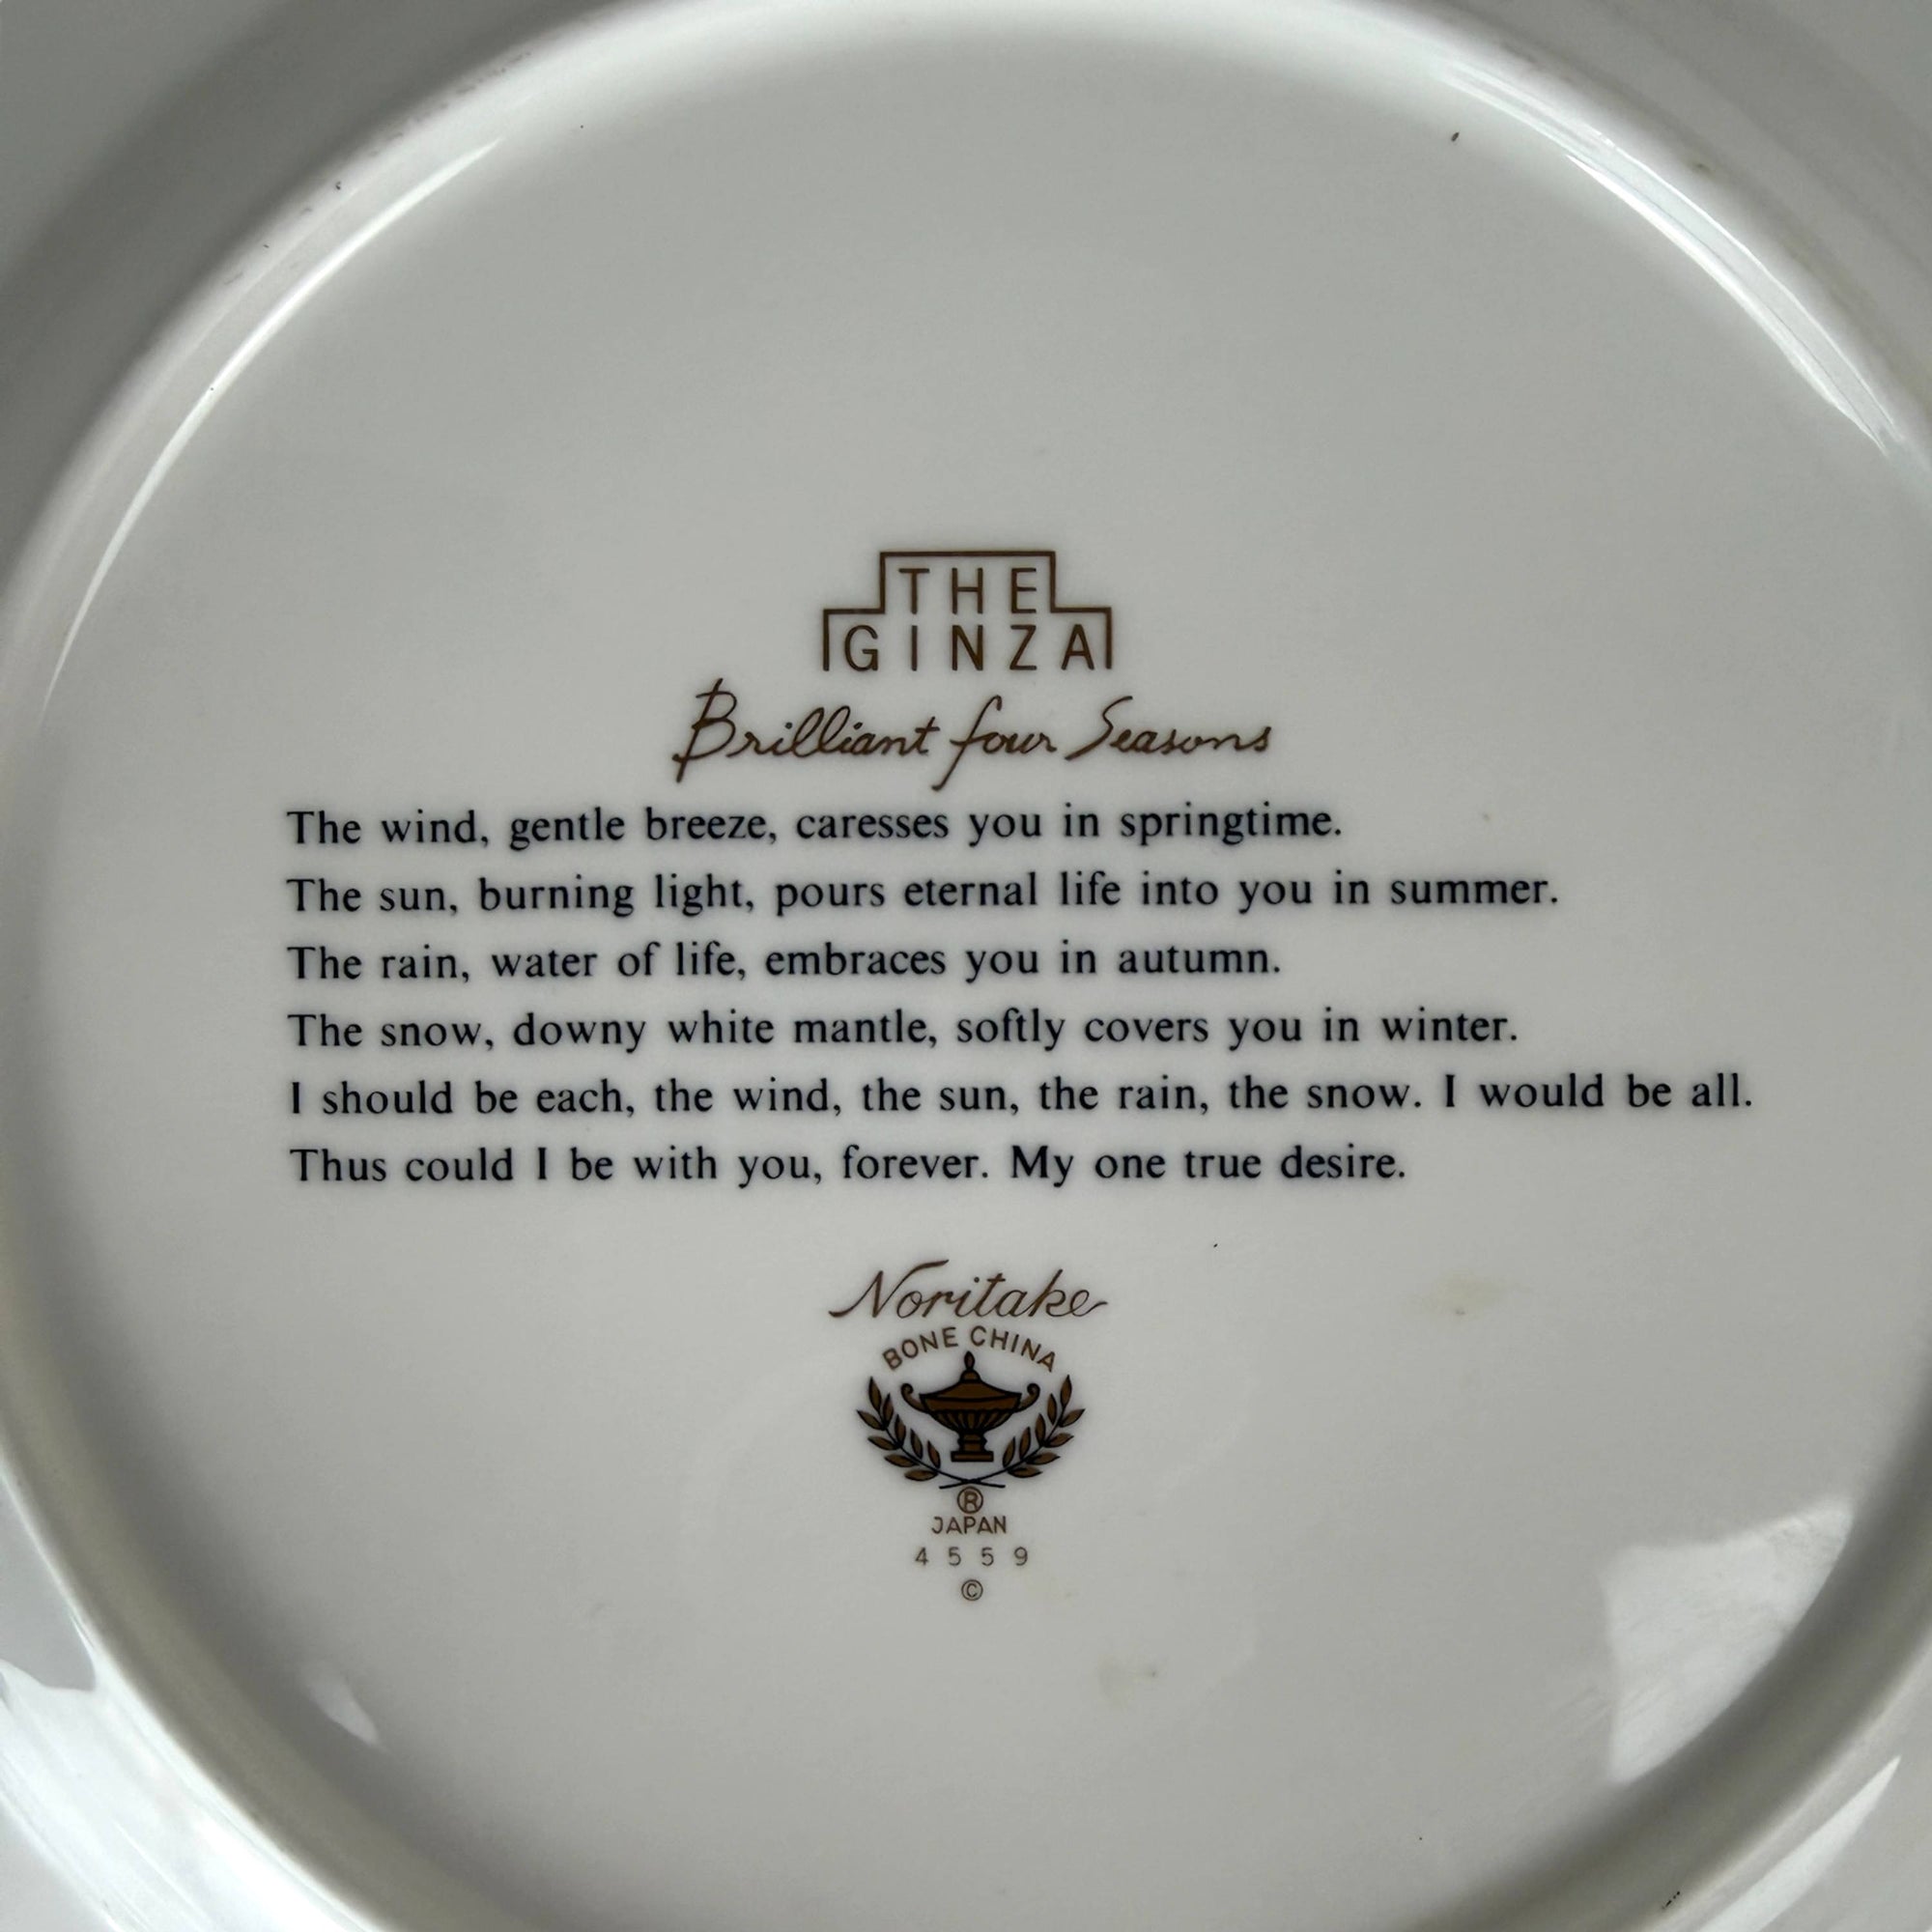 THE
GINZA
Brilliant four Seasons
The wind, gentle breeze, caresses you in springtime.
The sun, burning light, pours eternal life into you in summer.
The rain, water of life, embraces you in autumn.
The snow, downy white mantle, softly covers you in winter.
I should be each, the wind, the sun, the rain, the snow. I would be all.
Thus could I be with you, forever. My one true desire.
Noritake
BONE CHINA
®
JAPAN
4559
©